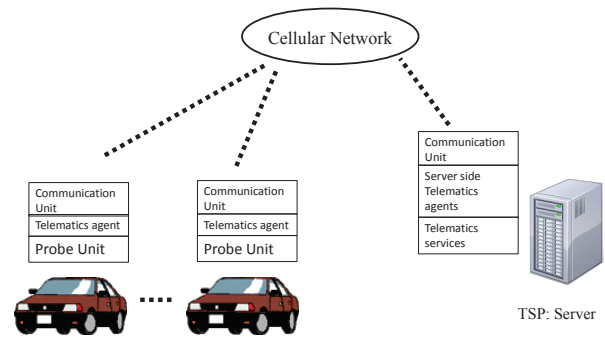 Cellular Network
Communication
Unit
Telematics agent
Probe Unit
Communication
Unit
Telematics agent
Probe Unit
Communication
Unit
Server side
Telematics
agents
Telematics
services
TSP: Server